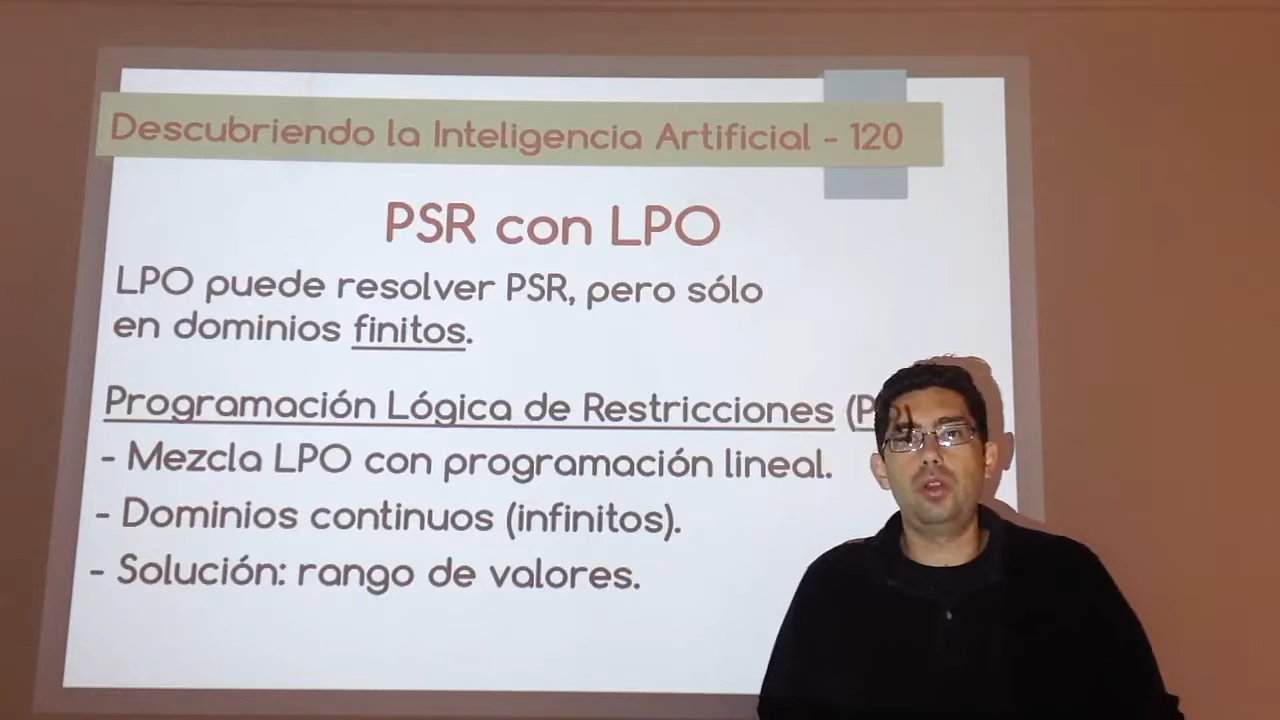 Descubriendo la Inteligencia Artificial - 120
PSR con LPO
LPO puede resolver PSR, pero sólo
en dominios finitos.
Programación Lógica de Restricciones
- Mezcla LPO con programación lineal.
- Dominios continuos (infinitos).
- Solución: rango de valores.